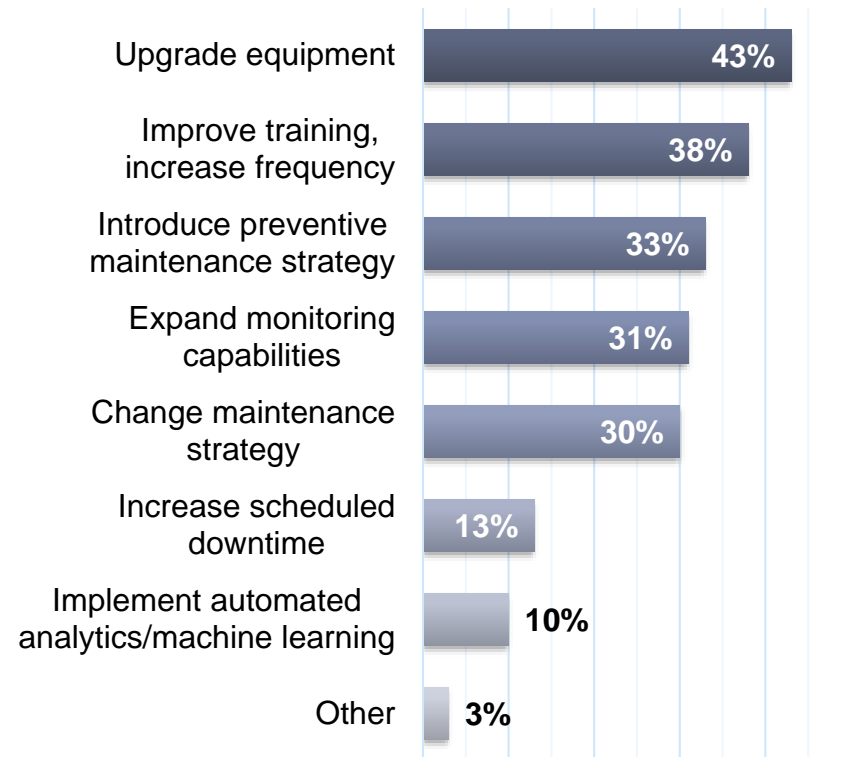 Upgrade equipment
43%
Improve training,
increase frequency
38%
Introduce preventive
maintenance strategy
33%
Expand monitoring
capabilities
31%
Change maintenance
strategy
30%
Increase scheduled
downtime
13%
Implement automated
analytics/machine learning
10%
Other
3%